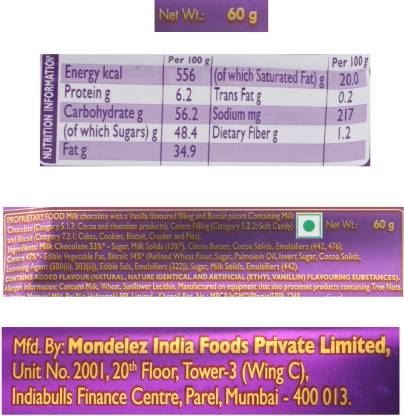 Net Wt.: 60 g
NUTRITION INFORMATION
Per 100 g Per 100 g
Energy kcal 556 (of which Saturated Fat) g 20.0
Protein g 6.2 Trans Fat g 0.2
Carbohydrate g 56.2 Sodium mg 217
(of which Sugars) g 48.4 Dietary Fiber g 1.2
Fat g 34.9
PROPRIETARY FOOD Milk chocolate with a Vanilla flavoured filling and Biscuit pieces Containing Milk
Chocolate (Category 5.1.3: Cocoa and chocolate products), Centre Filling (Category 5.2.2: Soft Candy)
and Biscuit (Category 7.2.1: Cakes, Cookies, Biscuit, Cracker and Pies).
Net Wt.: 60 g
Ingredients: Milk Chocolate 53%* - Sugar, Milk Solids (13%*), Cocoa Butter, Cocoa Solids, Emulsifiers (442, 476);
Centre 47%* - Edible Vegetable Fat, Biscuit 14%* (Refined Wheat Flour, Sugar, Palmolein Oil, Invert Sugar, Cocoa Solids,
Leavening Agent (500(ii), 503(ii)), Edible Salt, Emulsifiers (322)), Sugar, Milk Solids, Emulsifiers (442).
CONTAINS ADDED FLAVOUR (NATURAL, NATURE IDENTICAL AND ARTIFICIAL (ETHYL VANILLIN) FLAVOURING SUBSTANCES).
Allergen Information: Contains Milk, Wheat, Sunflower Lecithin. Manufactured on equipment that also processes products containing Tree Nuts.
Mfd. By: Mondelez India Foods Private Limited,
Unit No. 2001, 20th Floor, Tower-3 (Wing C),
Indiabulls Finance Centre, Parel, Mumbai - 400 013.